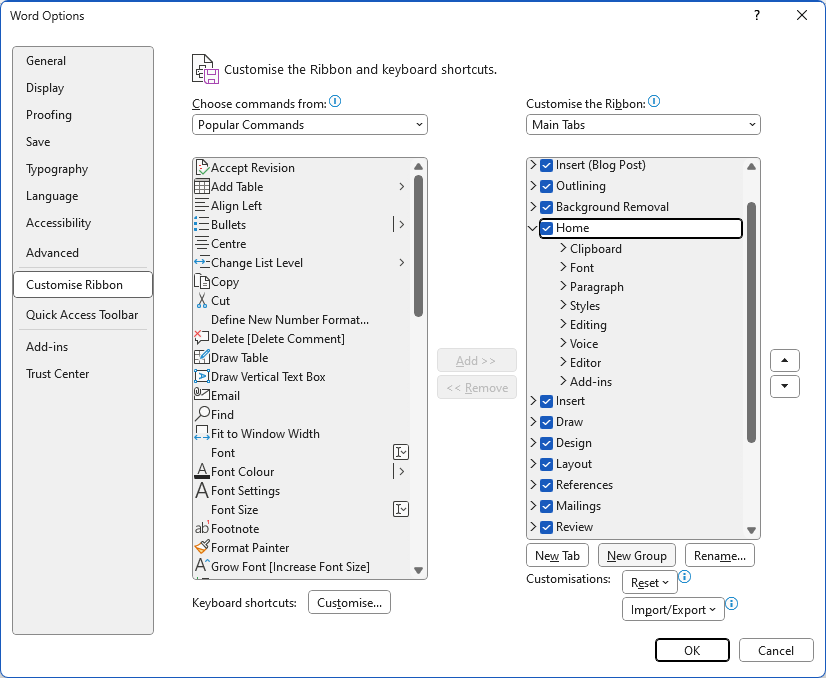 Word Options
?
General
Display
Proofing
Save
Typography
Language
Accessibility
Advanced
Customise Ribbon
Quick Access Toolbar
Add-ins
Trust Center
Customise the Ribbon and keyboard shortcuts.
Choose commands from:
Popular Commands
Accept Revision
Add Table
Align Left
Bullets
Centre
Change List Level
Copy
Cut
Define New Number Format...
Delete [Delete Comment]
Draw Table
Draw Vertical Text Box
Email
Find
Fit to Window Width
Font
Font Colour
Font Settings
Font Size
Footnote
Format Painter
Grow Font [Increase Font Size]
Keyboard shortcuts:
Customise...
Add >>
<< Remove
Customise the Ribbon:
Main Tabs
Insert (Blog Post)
Outlining
Background Removal
Home
Clipboard
Font
Paragraph
Styles
Editing
Voice
Editor
Add-ins
Insert
Draw
Design
Layout
References
Mailings
Review
New Tab
New Group
Rename...
Customisations:
Reset
Import/Export
OK
Cancel